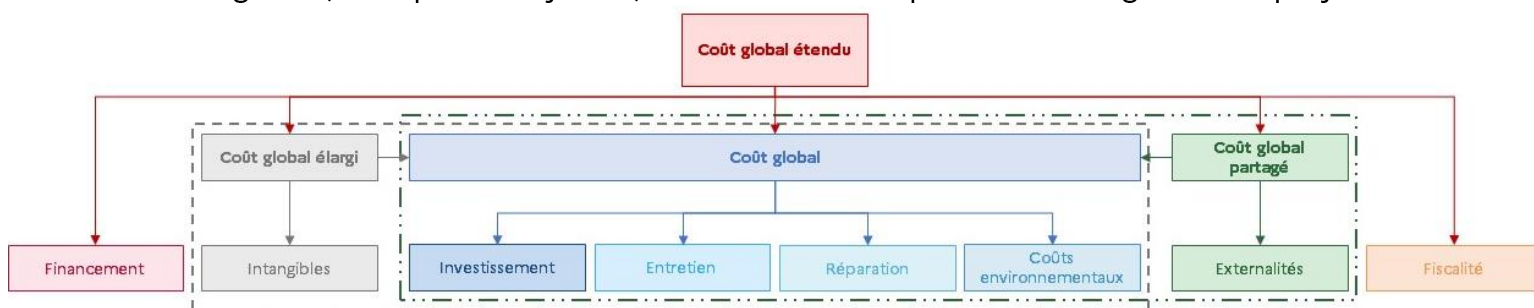 Coût global étendu
Coût global élargi
Coût global
Coût global
partagé
Financement
Intangibles
Investissement
Entretien
Réparation
Coûts
environnementaux
Externalités
Fiscalité